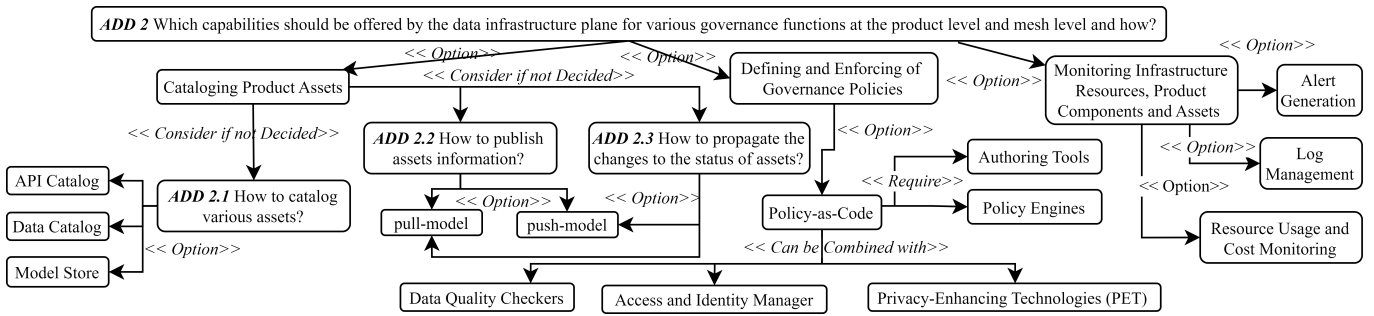 ADD 2 Which capabilities should be offered by the data infrastructure plane for various governance functions at the product level and mesh level and how?
<< Option>>
<< Option>>
<< Option>>
<< Option>>
Cataloging Product Assets
<< Consider if not Decided>>
Defining and Enforcing of
Governance Policies
Monitoring Infrastructure
Resources, Product
Components and Assets
Alert
Generation
<< Consider if not Decided>>
ADD 2.2 How to publish
assets information?
ADD 2.3 How to propagate the
changes to the status of assets?
<< Option>>
<< Option>>
Log
Management
Authoring Tools
<< Require>>
Policy Engines
<< Option>>
Resource Usage and
Cost Monitoring
API Catalog
Data Catalog
Model Store
ADD 2.1 How to catalog
various assets?
<< Option>>
<< Option>>
<< Option>>
pull-model
push-model
Policy-as-Code
<< Can be Combined with>>
Data Quality Checkers
Access and Identity Manager
Privacy-Enhancing Technologies (PET)